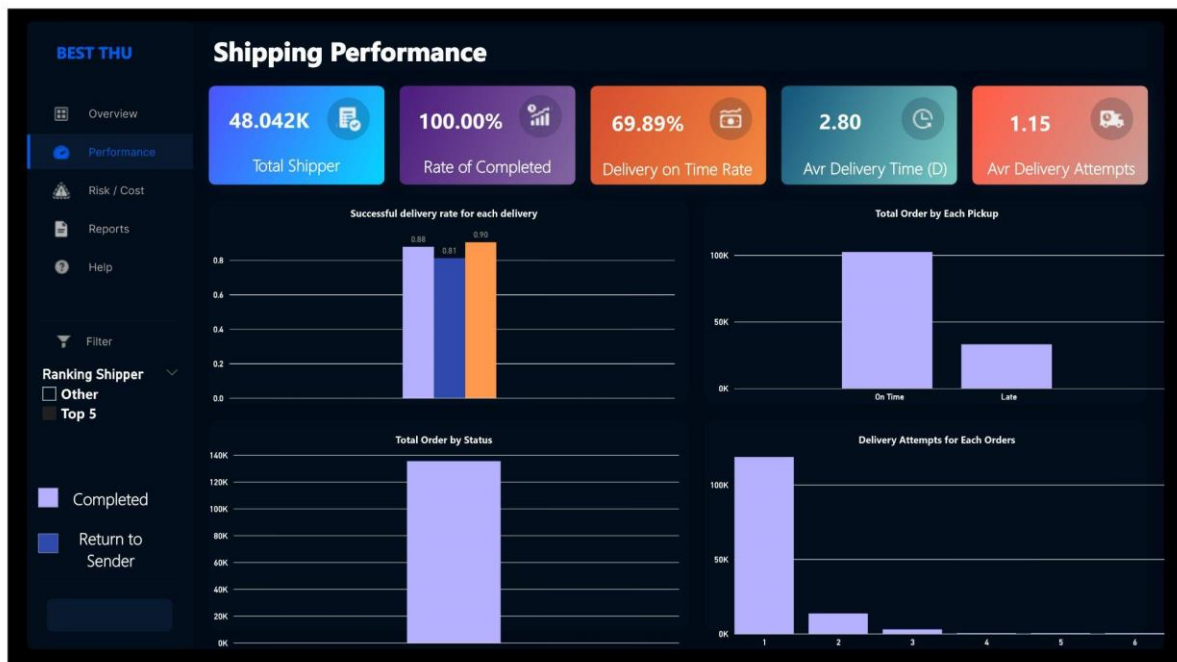 BEST THU
Overview
Performance
Risk / Cost
Reports
Help
Filter
Ranking Shipper
Other
Top 5
Completed
Return to
Sender
Shipping Performance
48.042K
Total Shipper
100.00%
Rate of Completed
69.89%
Delivery on Time Rate
2.80
Avr Delivery Time (D)
1.15
Avr Delivery Attempts
Successful delivery rate for each delivery
0.88
0.81
0.90
0.8
0.6
0.4
0.2
0.0
Total Order by Each Pickup
100K
50K
0K
On Time
Late
Total Order by Status
140K
120K
100K
80K
60K
40K
20K
0K
Delivery Attempts for Each Orders
100K
50K
0K
1
2
3
4
5
6